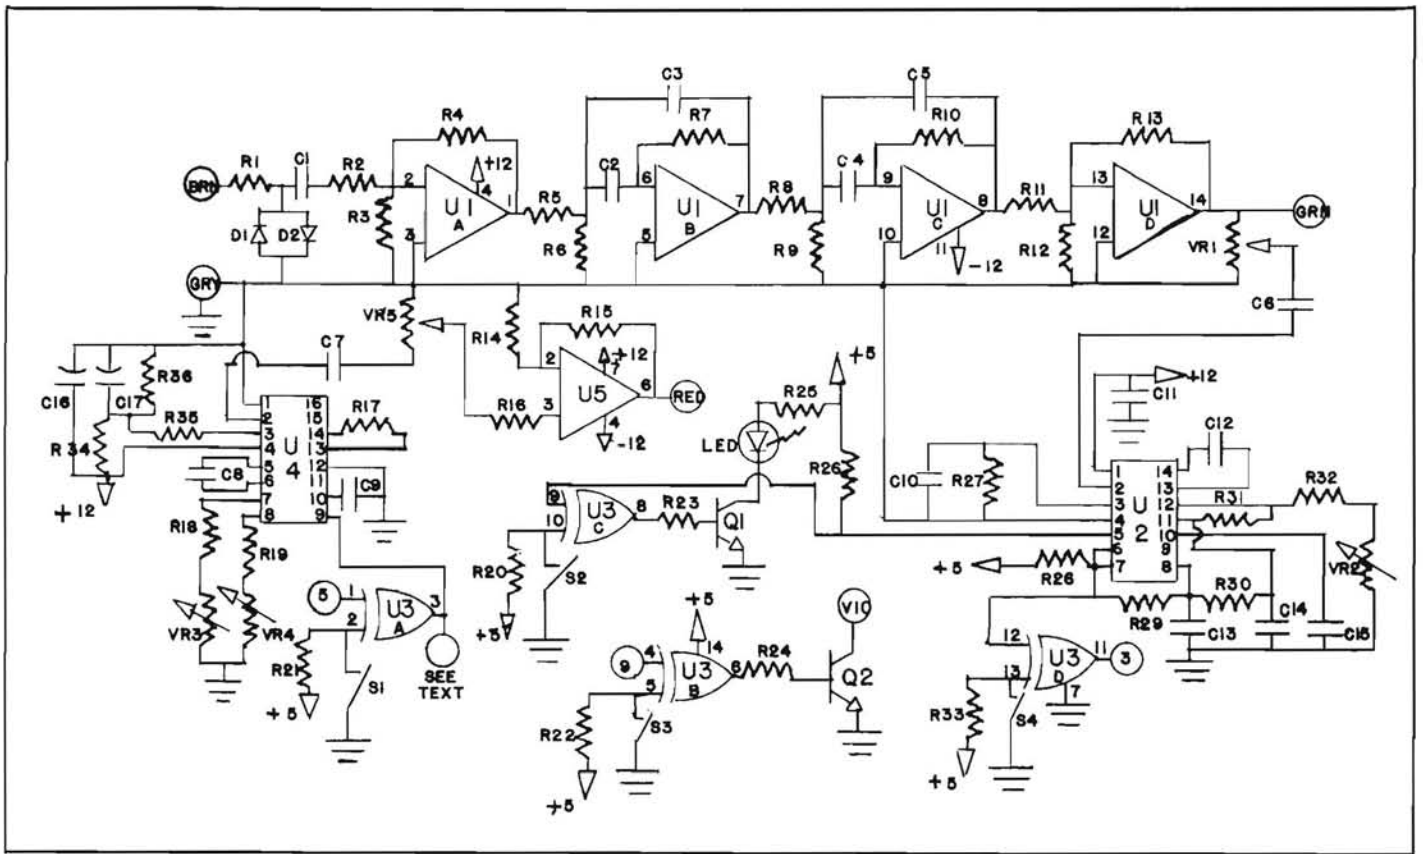 C3
C5
R4
R7
R10
R13
R1
C1
R2
+12
C2
C4
BRN
2
4
1
R5
6
7
R8
9
8
R11
13
14
GRN
U1
A
U1
B
U1
C
U1
D
R3
3
R6
5
R9
10
11
-12
R12
12
VR1
D1
D2
GRY
C6
VR5
R14
R15
C7
+5
+12
C11
C16
C17
R36
2
+12
7
U5
6
RED
R25
R16
3
4
-12
LED
R35
R34
1
2
3
4
5
6
7
8
U
4
16
15
14
13
12
11
10
9
R17
C8
C9
+12
R26
C10
R27
C12
1
2
3
4
5
6
7
8
U
2
14
13
12
11
10
9
8
R31
R32
VR2
R18
R19
9
10
U3
C
8
R23
Q1
R20
S2
+5
+5
R26
R29
R30
C13
C14
C15
VR3
VR4
5
1
2
U3
A
3
SEE
TEXT
R21
S1
+5
+5
14
9
4
5
U3
B
6
R24
VIO
Q2
R22
S3
+5
12
13
U3
D
11
3
7
R33
S4
+5